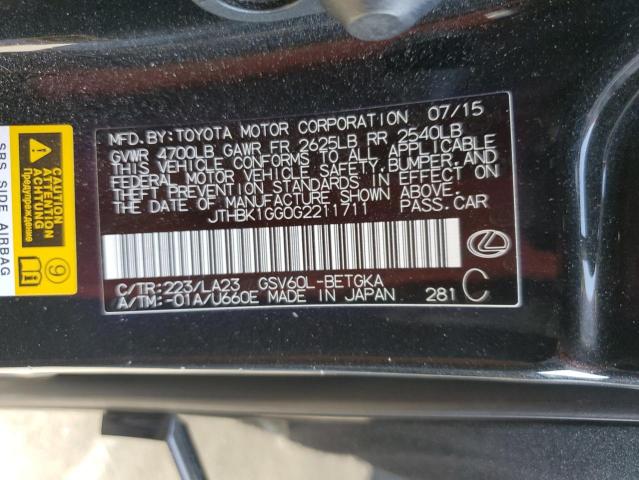 MFD.BY:TOYOTA MOTOR CORPORATION 07/15
GVWR 4700LB GAWR FR 2625LB RR 2540LB
THIS VEHICLE CONFORMS TO ALL APPLICABLE
FEDERAL MOTOR VEHICLE SAFETY, BUMPER, AND
THEFT PREVENTION STANDARDS IN EFFECT ON
THE DATE OF MANUFACTURE SHOWN ABOVE.
JTHBK1GG0G2211711 PASS.CAR
C/TR:223/LA23 GSV60L-BETGKA
A/TM:-01A/U660E MADE IN JAPAN 281 C
SRS SIDE AIRBAG
CAUTION
ACHTUNG
Предупреждение
9